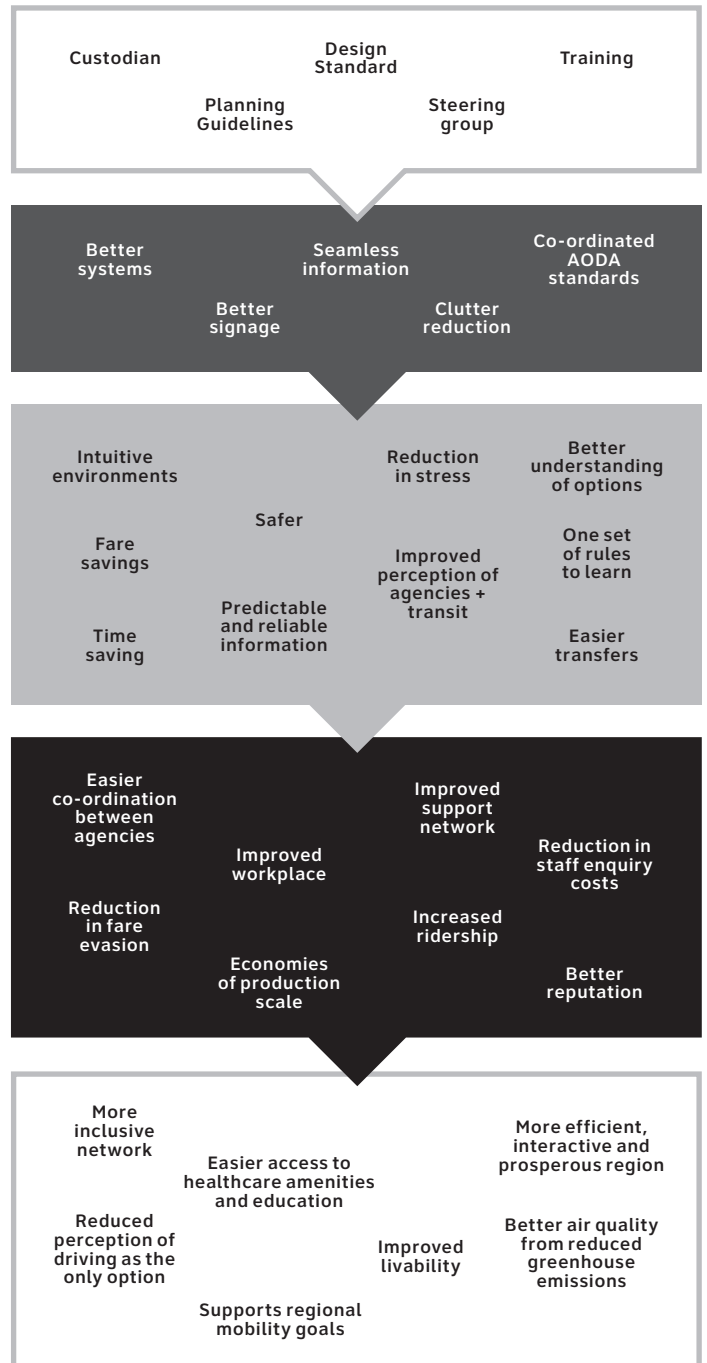 Custodian
Design
Standard
Training
Planning
Guidelines
Steering
group
Better
systems
Seamless
information
Co-ordinated
AODA
standards
Better
signage
Clutter
reduction
Intuitive
environments
Reduction
in stress
Better
understanding
of options
Safer
Fare
savings
Improved
perception of
agencies +
transit
One set
of rules
to learn
Predictable
and reliable
information
Time
saving
Easier
transfers
Easier
co-ordination
between
agencies
Improved
support
network
Improved
workplace
Reduction in
staff enquiry
costs
Reduction
in fare
evasion
Increased
ridership
Economies
of production
scale
Better
reputation
More
inclusive
network
More efficient,
interactive and
prosperous region
Easier access to
healthcare amenities
and education
Reduced
perception of
driving as the
only option
Improved
livability
Better air quality
from reduced
greenhouse
emissions
Supports regional
mobility goals